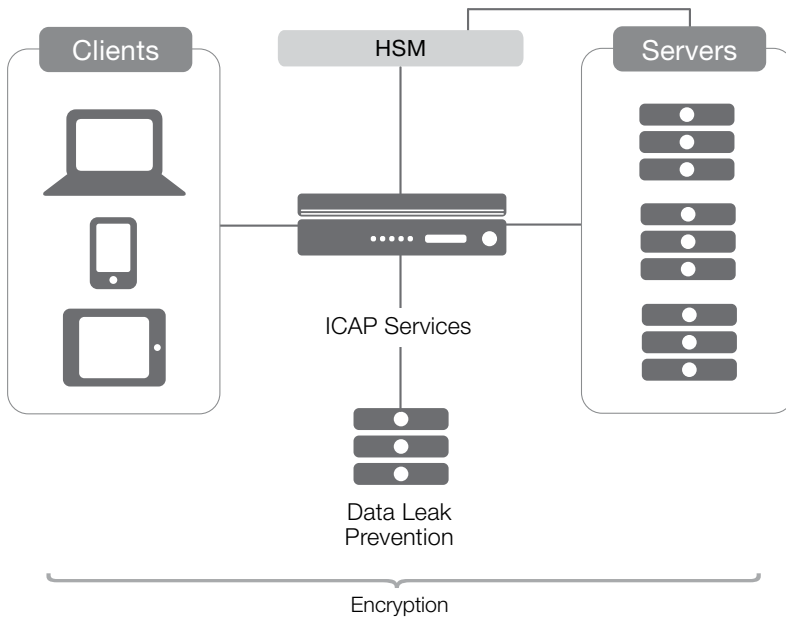 Clients
HSM
Servers
ICAP Services
Data Leak
Prevention
Encryption